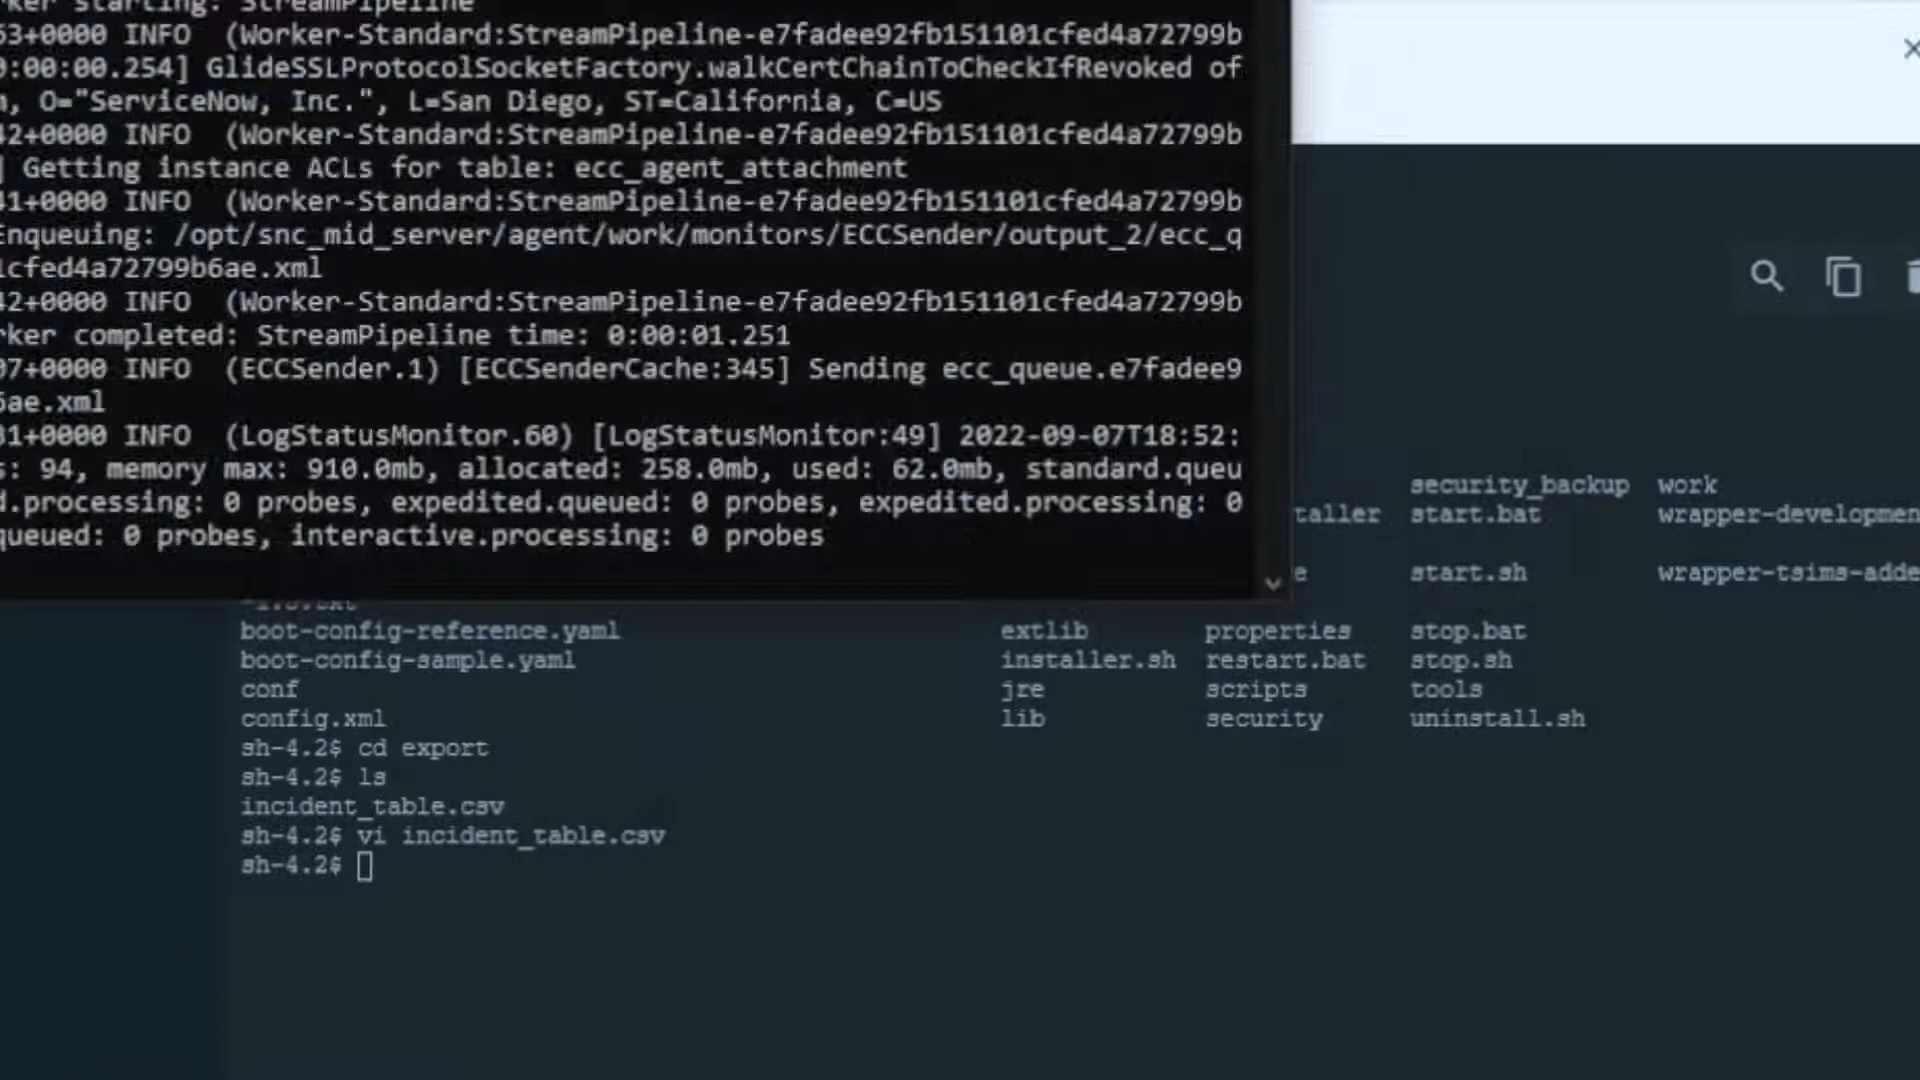 ker starting: StreamPipeline
53+0000 INFO (Worker-Standard:StreamPipeline-e7fadee92fb151101cfed4a72799b
0:00:00.254] GlideSSLProtocolSocketFactory.walkCertChainToCheckIfRevoked of
, O="ServiceNow, Inc.", L=San Diego, ST=California, C=US
42+0000 INFO (Worker-Standard:StreamPipeline-e7fadee92fb151101cfed4a72799b
] Getting instance ACLs for table: ecc_agent_attachment
41+0000 INFO (Worker-Standard:StreamPipeline-e7fadee92fb151101cfed4a72799b
Enqueuing: /opt/snc_mid_server/agent/work/monitors/ECCSender/output_2/ecc_q
1cfed4a72799b6ae.xml
42+0000 INFO (Worker-Standard:StreamPipeline-e7fadee92fb151101cfed4a72799b
rker completed: StreamPipeline time: 0:00:01.251
07+0000 INFO (ECCSender.1) [ECCSenderCache:345] Sending ecc_queue.e7fadee9
6ae.xml
31+0000 INFO (LogStatusMonitor.60) [LogStatusMonitor:49] 2022-09-07T18:52:
s: 94, memory max: 910.0mb, allocated: 258.0mb, used: 62.0mb, standard.queu
d.processing: 0 probes, expedited.queued: 0 probes, expedited.processing: 0
queued: 0 probes, interactive.processing: 0 probes
security_backup work
taller start.bat wrapper-developmen
e start.sh wrapper-tsims-adde
boot-config-reference.yaml extlib properties stop.bat
boot-config-sample.yaml installer.sh restart.bat stop.sh
conf jre scripts tools
config.xml lib security uninstall.sh
sh-4.2$ cd export
sh-4.2$ ls
incident_table.csv
sh-4.2$ vi incident_table.csv
sh-4.2$